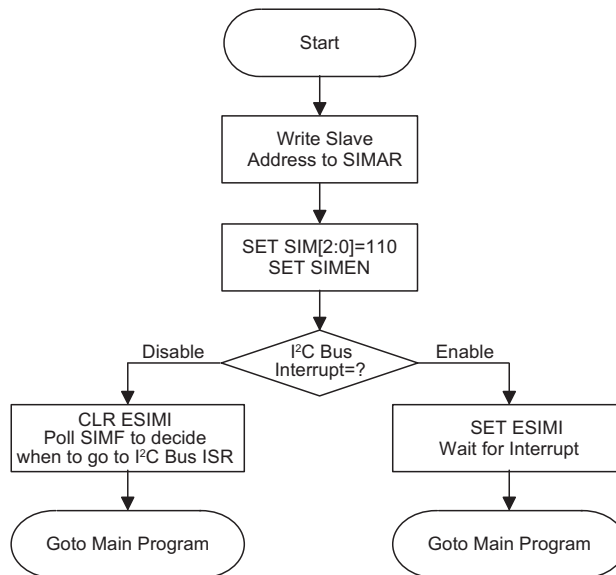 Start
Write Slave
Address to SIMAR
SET SIM[2:0]=110
SET SIMEN
I²C Bus
Interrupt=?
Disable
Enable
CLR ESIMI
Poll SIMF to decide
when to go to I²C Bus ISR
SET ESIMI
Wait for Interrupt
Goto Main Program
Goto Main Program